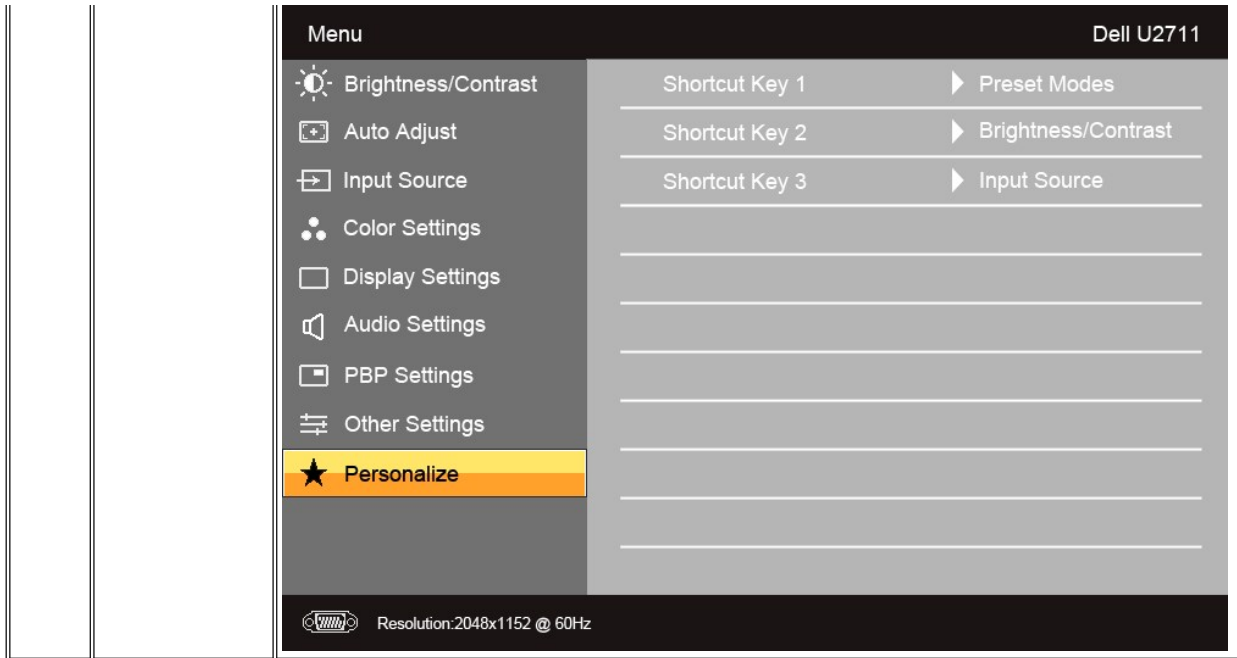 Menu Dell U2711
Brightness/Contrast Shortcut Key 1 Preset Modes
Auto Adjust Shortcut Key 2 Brightness/Contrast
Input Source Shortcut Key 3 Input Source
Color Settings
Display Settings
Audio Settings
PBP Settings
Other Settings
Personalize
Resolution:2048x1152 @ 60Hz